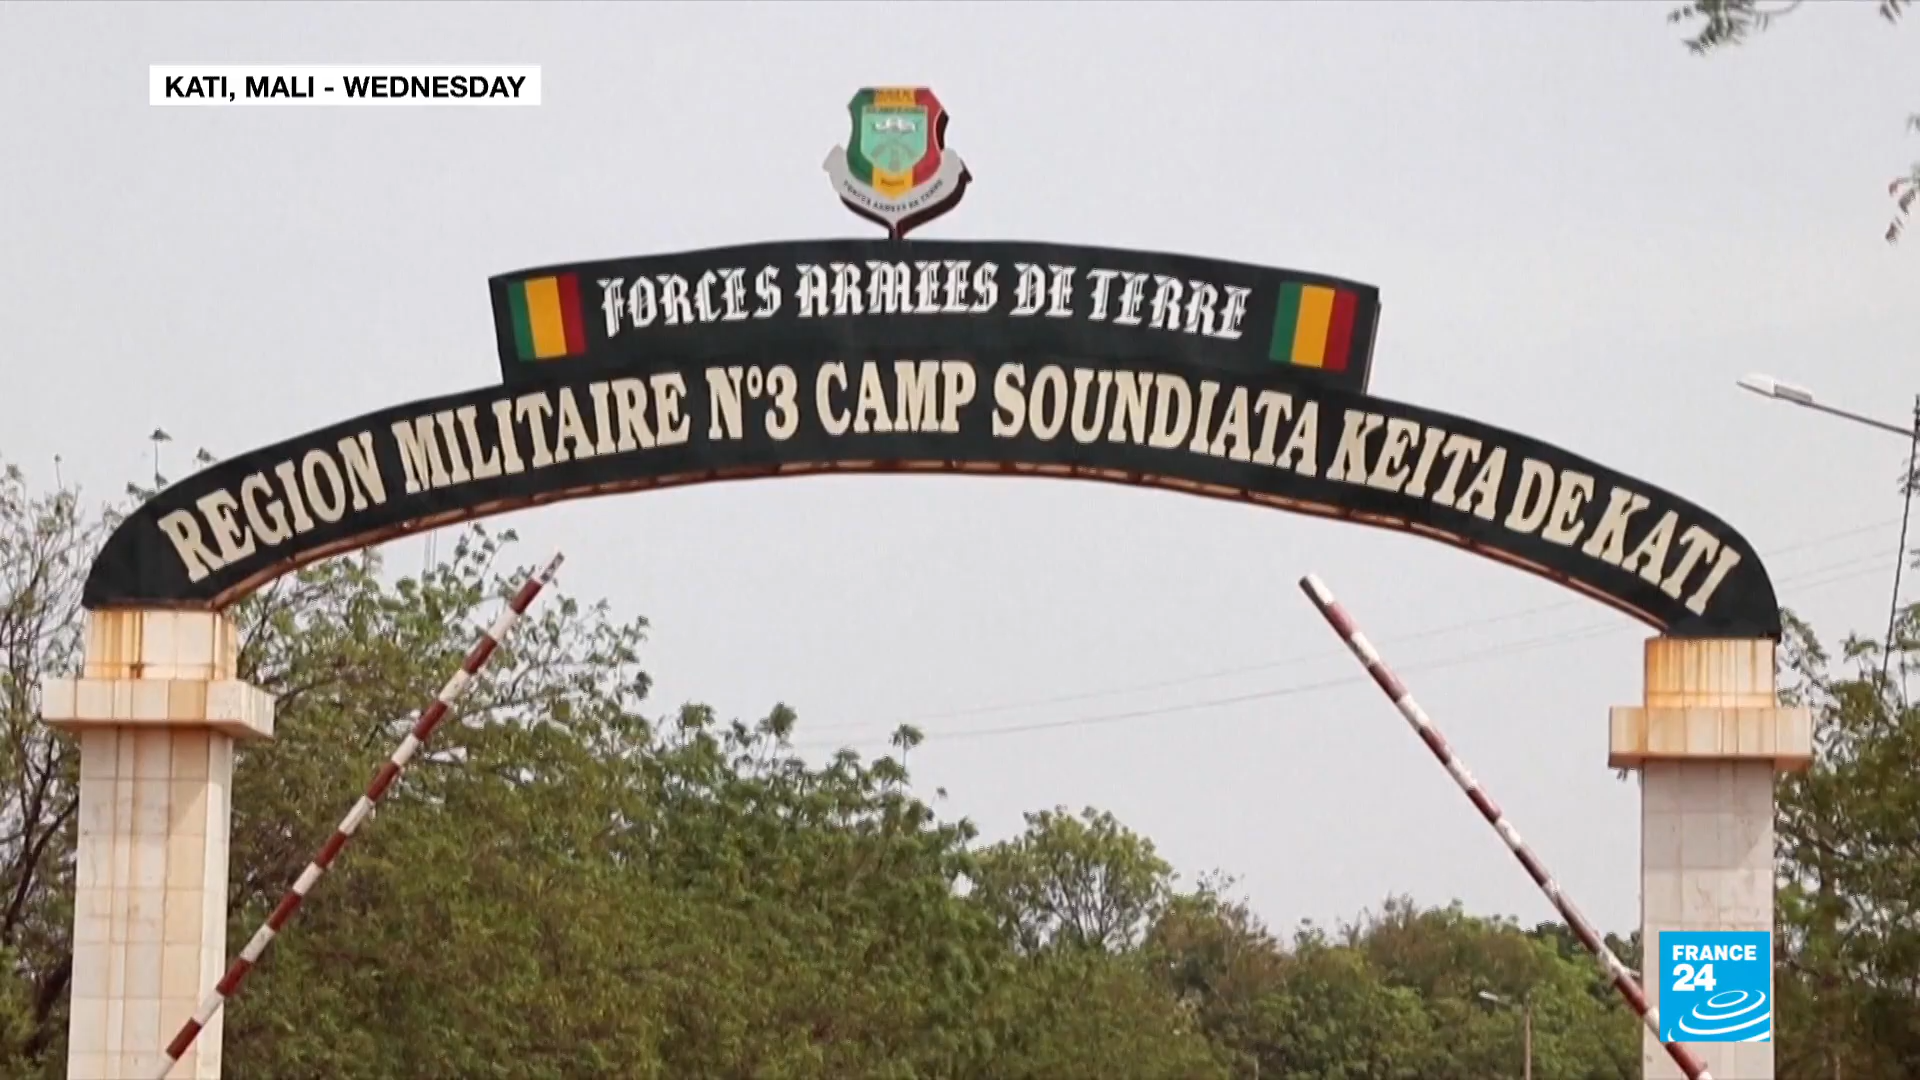 KATI, MALI - WEDNESDAY
FORCES ARMEES DE TERRE
REGION MILITAIRE N°3 CAMP SOUNDIATA KEITA DE KATI
FRANCE
24